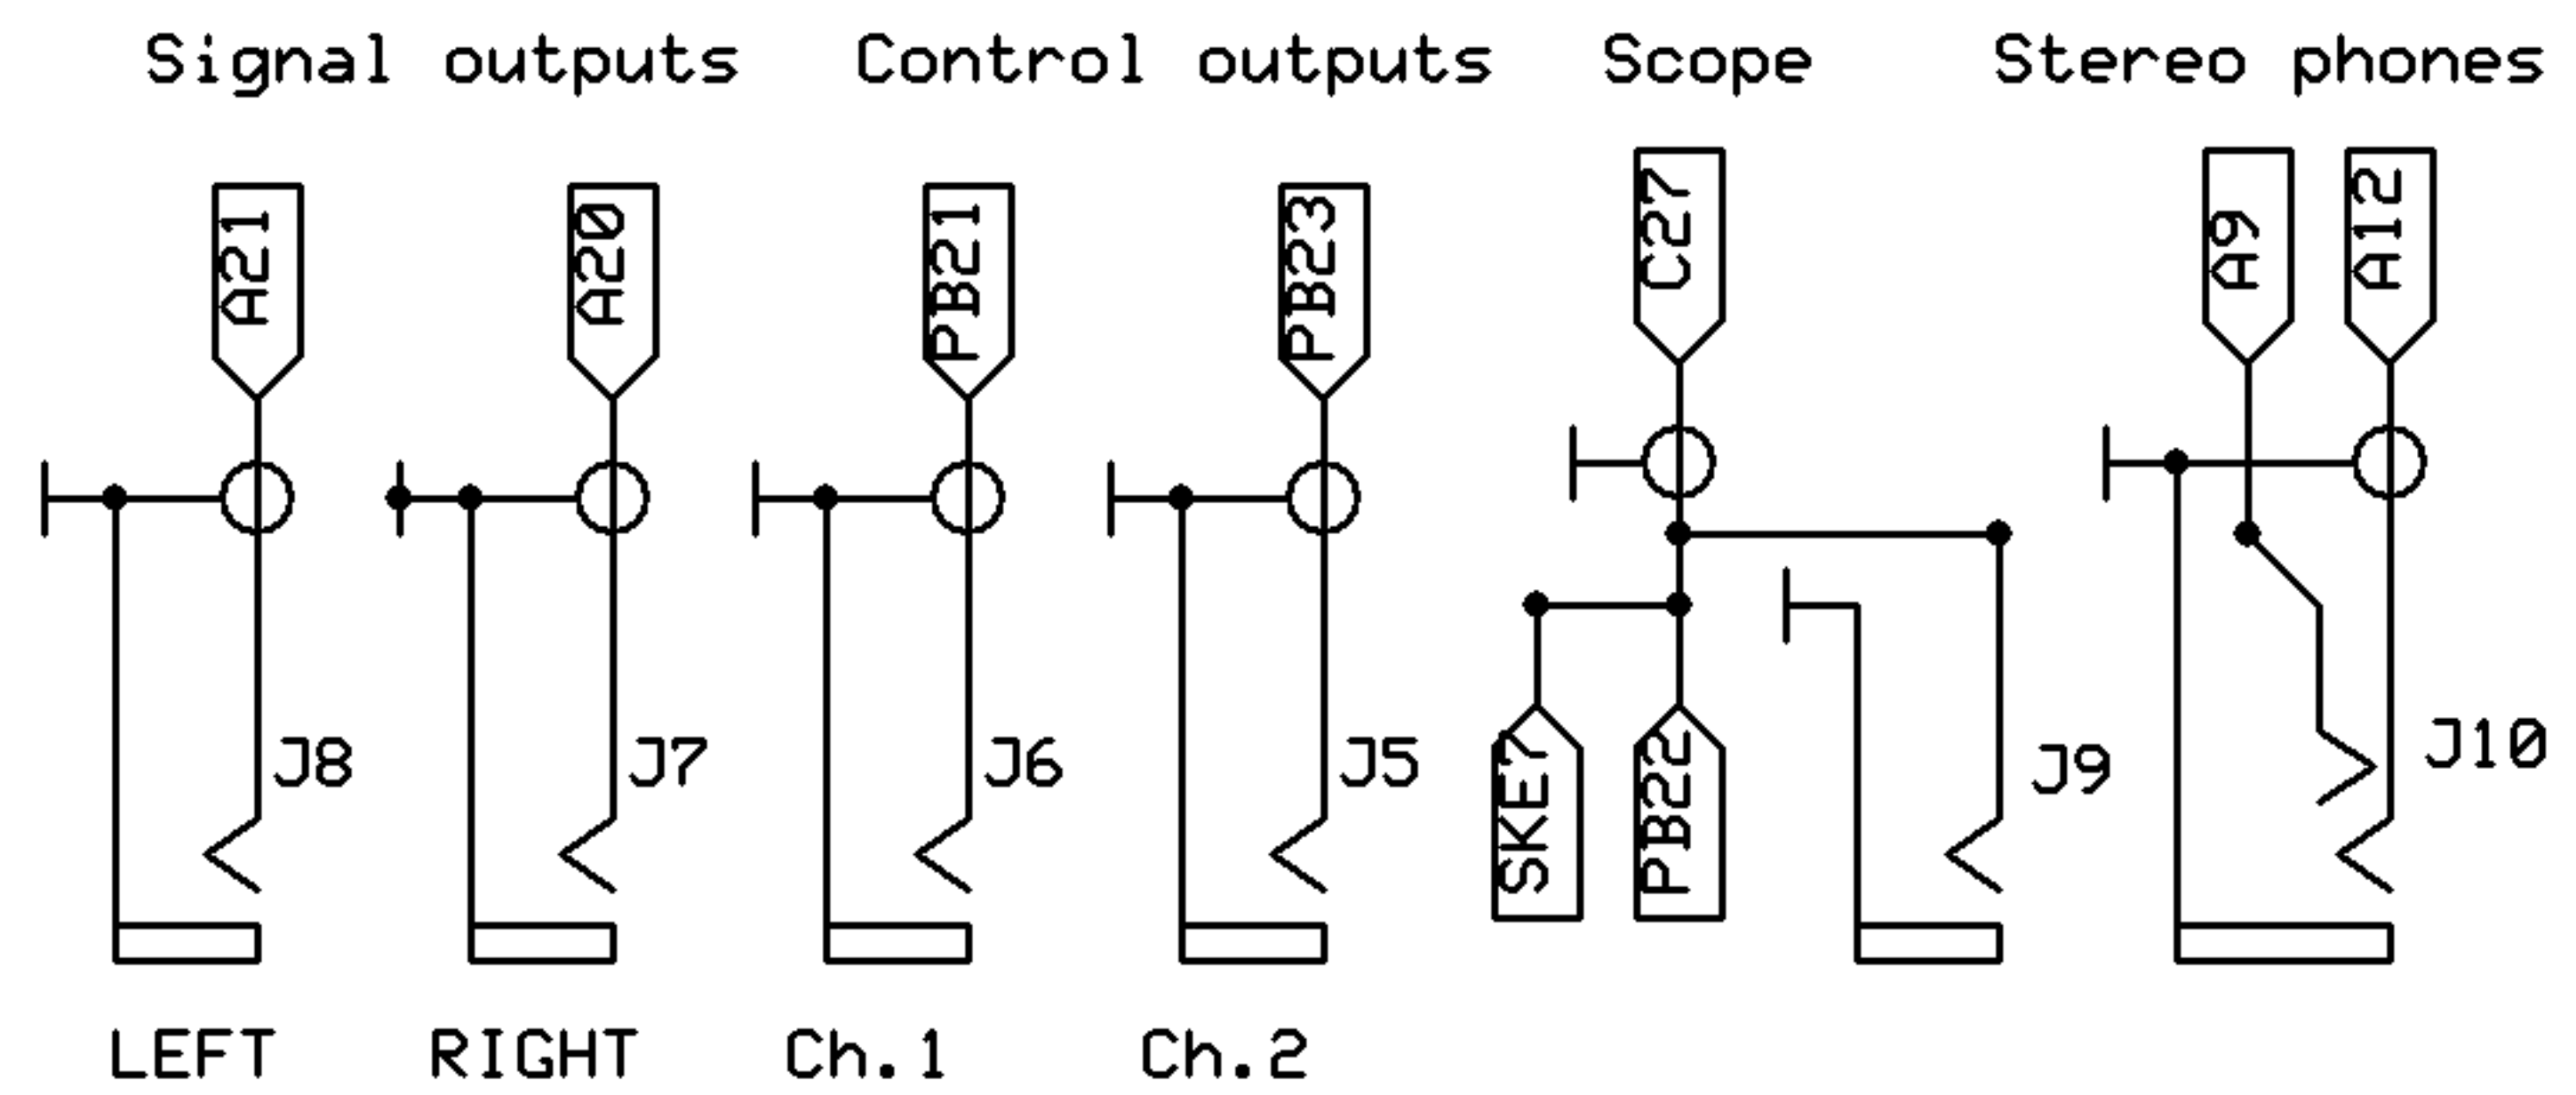 Signal outputs Control outputs Scope Stereo phones
A21 A20 PB21 PB23 C27 A9 A12
J8 J7 J6 J5 SKE7 PB22 J9 J10
LEFT RIGHT Ch.1 Ch.2